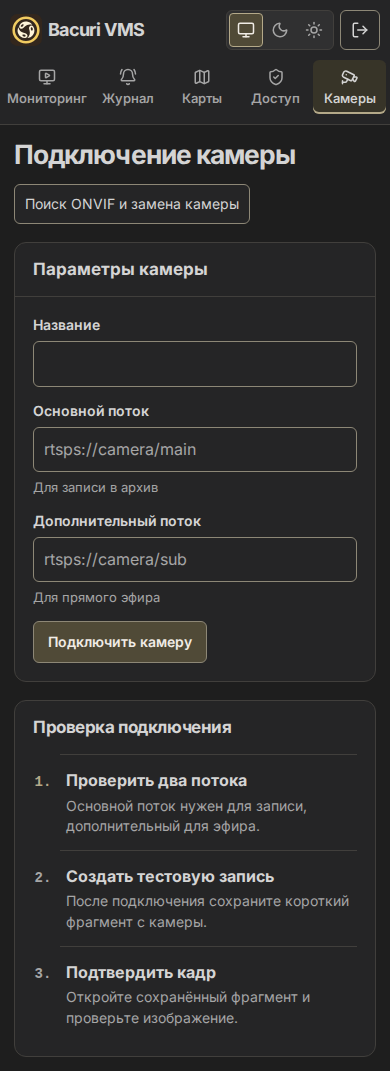 Bacuri VMS
Мониторинг Журнал Карты Доступ Камеры
Подключение камеры
Поиск ONVIF и замена камеры
Параметры камеры
Название
Основной поток
rtsps://camera/main
Для записи в архив
Дополнительный поток
rtsps://camera/sub
Для прямого эфира
Подключить камеру
Проверка подключения
1. Проверить два потока
Основной поток нужен для записи,
дополнительный для эфира.
2. Создать тестовую запись
После подключения сохраните короткий
фрагмент с камеры.
3. Подтвердить кадр
Откройте сохранённый фрагмент и
проверьте изображение.